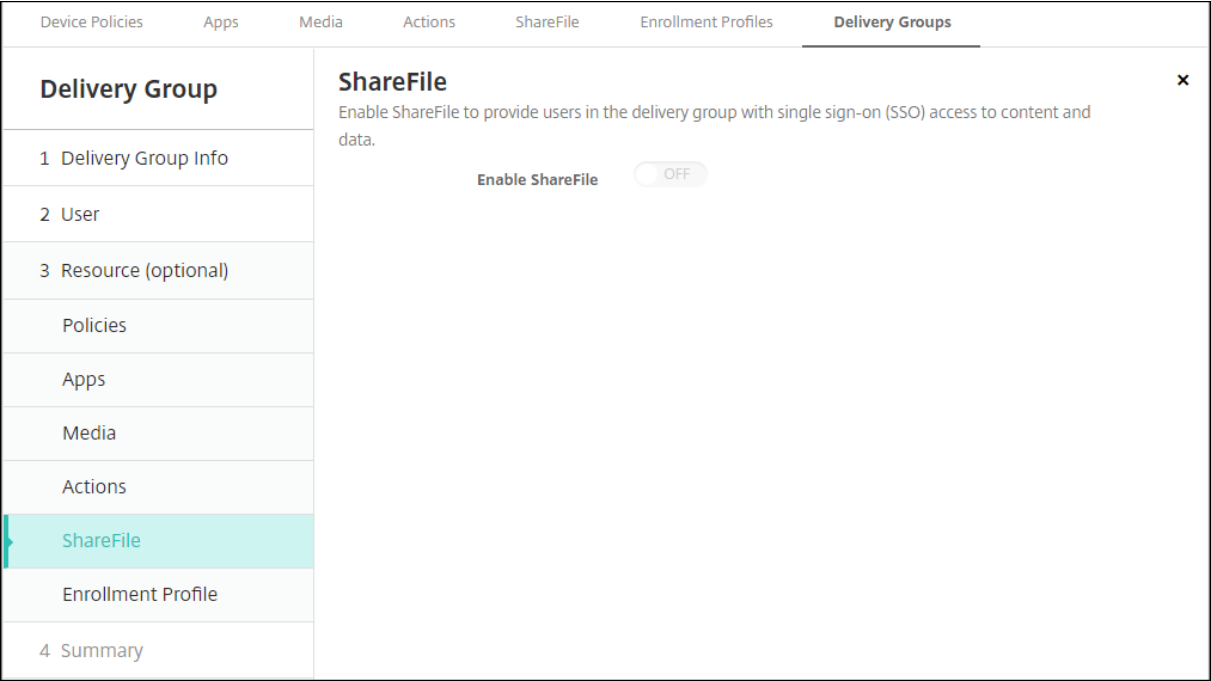 Device Policies Apps Media Actions ShareFile Enrollment Profiles Delivery Groups
Delivery Group
1 Delivery Group Info
2 User
3 Resource (optional)
Policies
Apps
Media
Actions
ShareFile
Enrollment Profile
4 Summary
ShareFile
Enable ShareFile to provide users in the delivery group with single sign-on (SSO) access to content and
data.
Enable ShareFile OFF